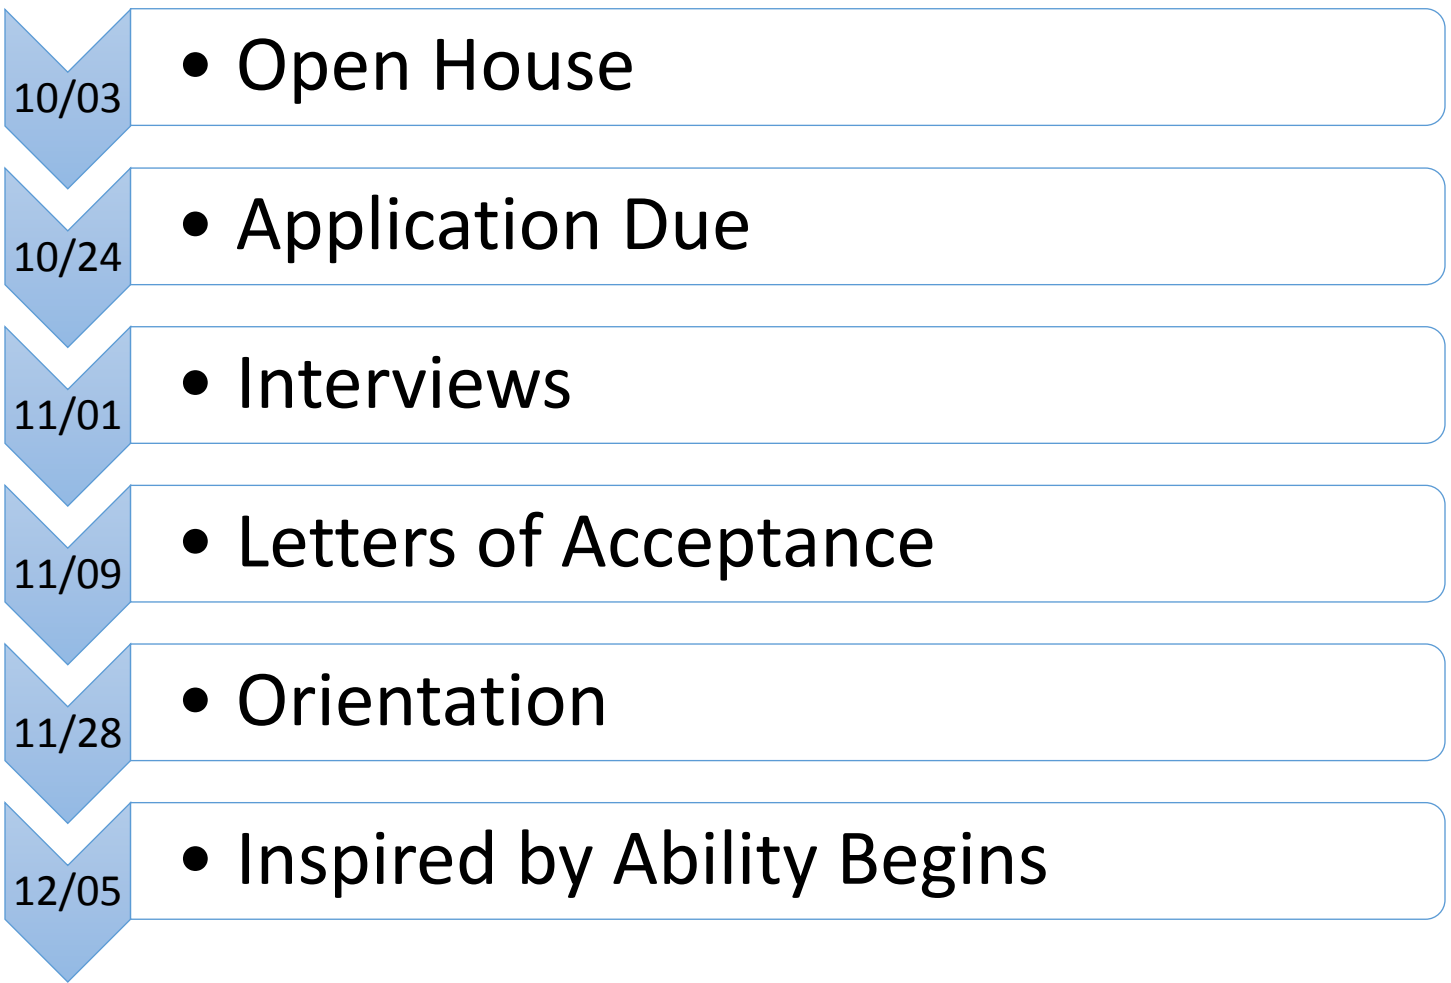 10/03
• Open House
10/24
• Application Due
11/01
• Interviews
11/09
• Letters of Acceptance
11/28
• Orientation
12/05
• Inspired by Ability Begins